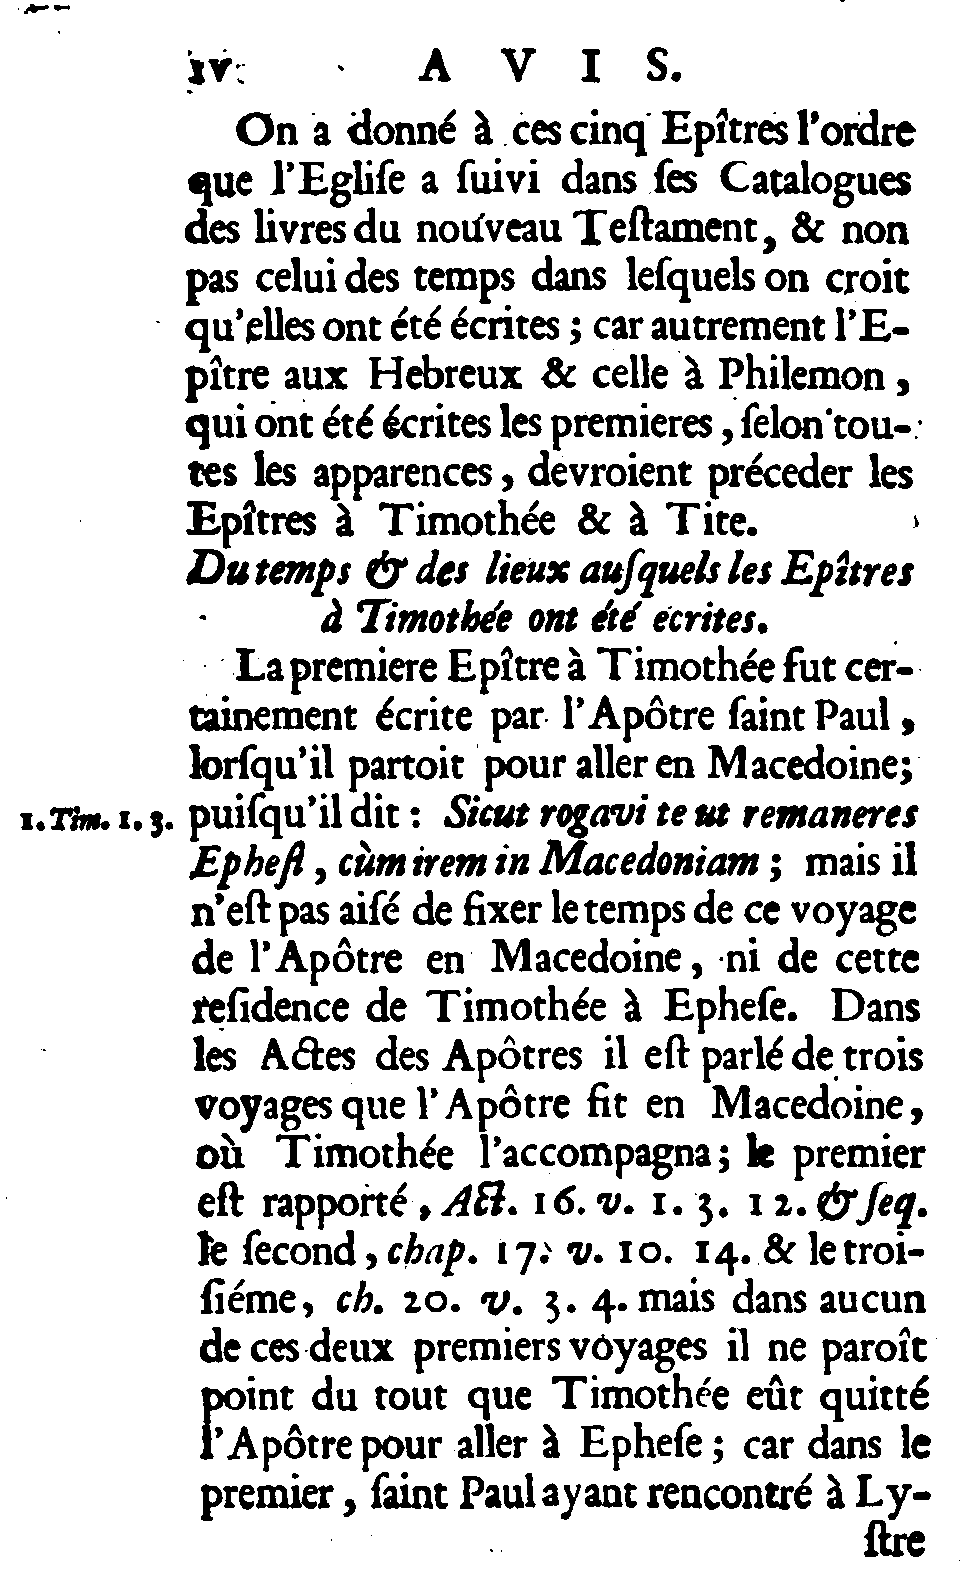 iv. AVIS.
On a donné à ces cinq Epîtres l'ordre
que l'Egliſe a ſuivi dans ſes Catalogues
des livres du nouveau Teſtament, & non
pas celui des temps dans leſquels on croit
qu'elles ont été écrites ; car autrement l'E-
pître aux Hebreux & celle à Philemon,
qui ont été écrites les premieres, ſelon tou-
tes les apparences, devroient préceder les
Epîtres à Timothée & à Tite.
Du temps & des lieux auſquels les Epîtres
à Timothée ont été écrites.
La premiere Epître à Timothée fut cer-
tainement écrite par l'Apôtre ſaint Paul,
lorſqu'il partoit pour aller en Macedoine;
1. Tim. 1. 3. puiſqu'il dit : Sicut rogavi te ut remaneres
Epheſi, cùm irem in Macedoniam ; mais il
n'eſt pas aiſé de fixer le temps de ce voyage
de l'Apôtre en Macedoine, ni de cette
reſidence de Timothée à Epheſe. Dans
les Actes des Apôtres il eſt parlé de trois
voyages que l'Apôtre fit en Macedoine,
où Timothée l'accompagna; le premier
eſt rapporté, Act. 16. v. 1. 3. 12. & ſeq.
le ſecond, chap. 17. v. 10. 14. & le troi-
ſiéme, ch. 20. v. 3. 4. mais dans aucun
de ces deux premiers voyages il ne paroît
point du tout que Timothée eût quitté
l'Apôtre pour aller à Epheſe ; car dans le
premier, ſaint Paul ayant rencontré à Ly-
ſtre